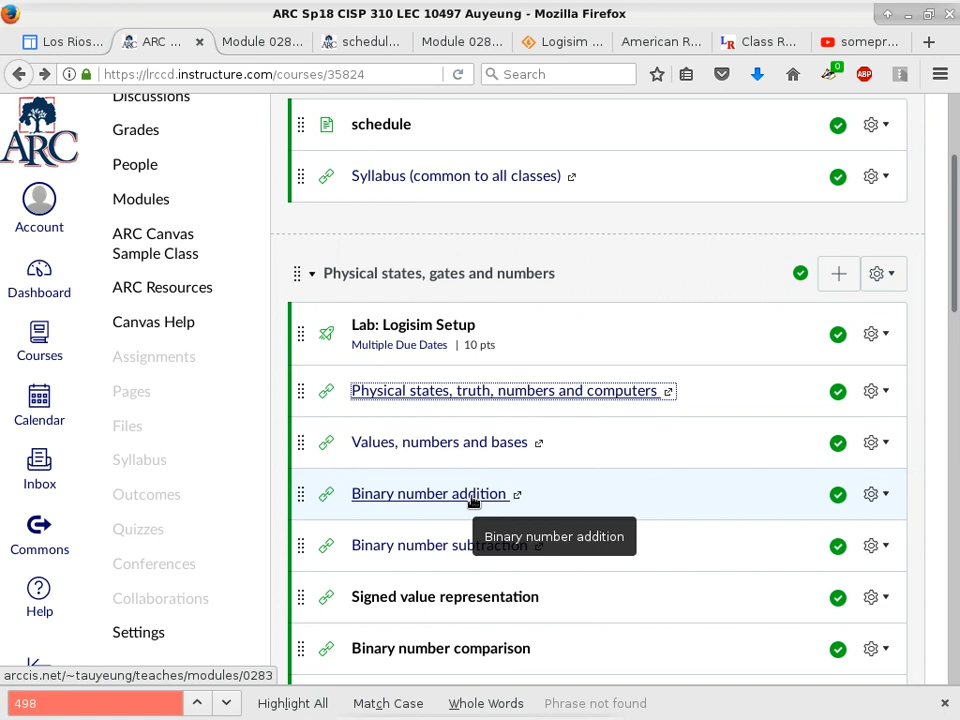 ARC Sp18 CISP 310 LEC 10497 Auyeung - Mozilla Firefox
Los Rios...
ARC ...
Module 028...
schedul...
Module 028...
Logisim ...
American R...
Class R...
somepr...
https://lrccd.instructure.com/courses/35824
Search
0
ABP
ARC
Account
Dashboard
Courses
Calendar
Inbox
Commons
Help
Discussions
Grades
People
Modules
ARC Canvas
Sample Class
ARC Resources
Canvas Help
Assignments
Pages
Files
Syllabus
Outcomes
Quizzes
Conferences
Collaborations
Settings
schedule
Syllabus (common to all classes)
Physical states, gates and numbers
Lab: Logisim Setup
Multiple Due Dates | 10 pts
Physical states, truth, numbers and computers
Values, numbers and bases
Binary number addition
Binary number addition
Binary number subtraction
Signed value representation
Binary number comparison
arccis.net/~tauyeung/teaches/modules/0283
498
Highlight All
Match Case
Whole Words
Phrase not found